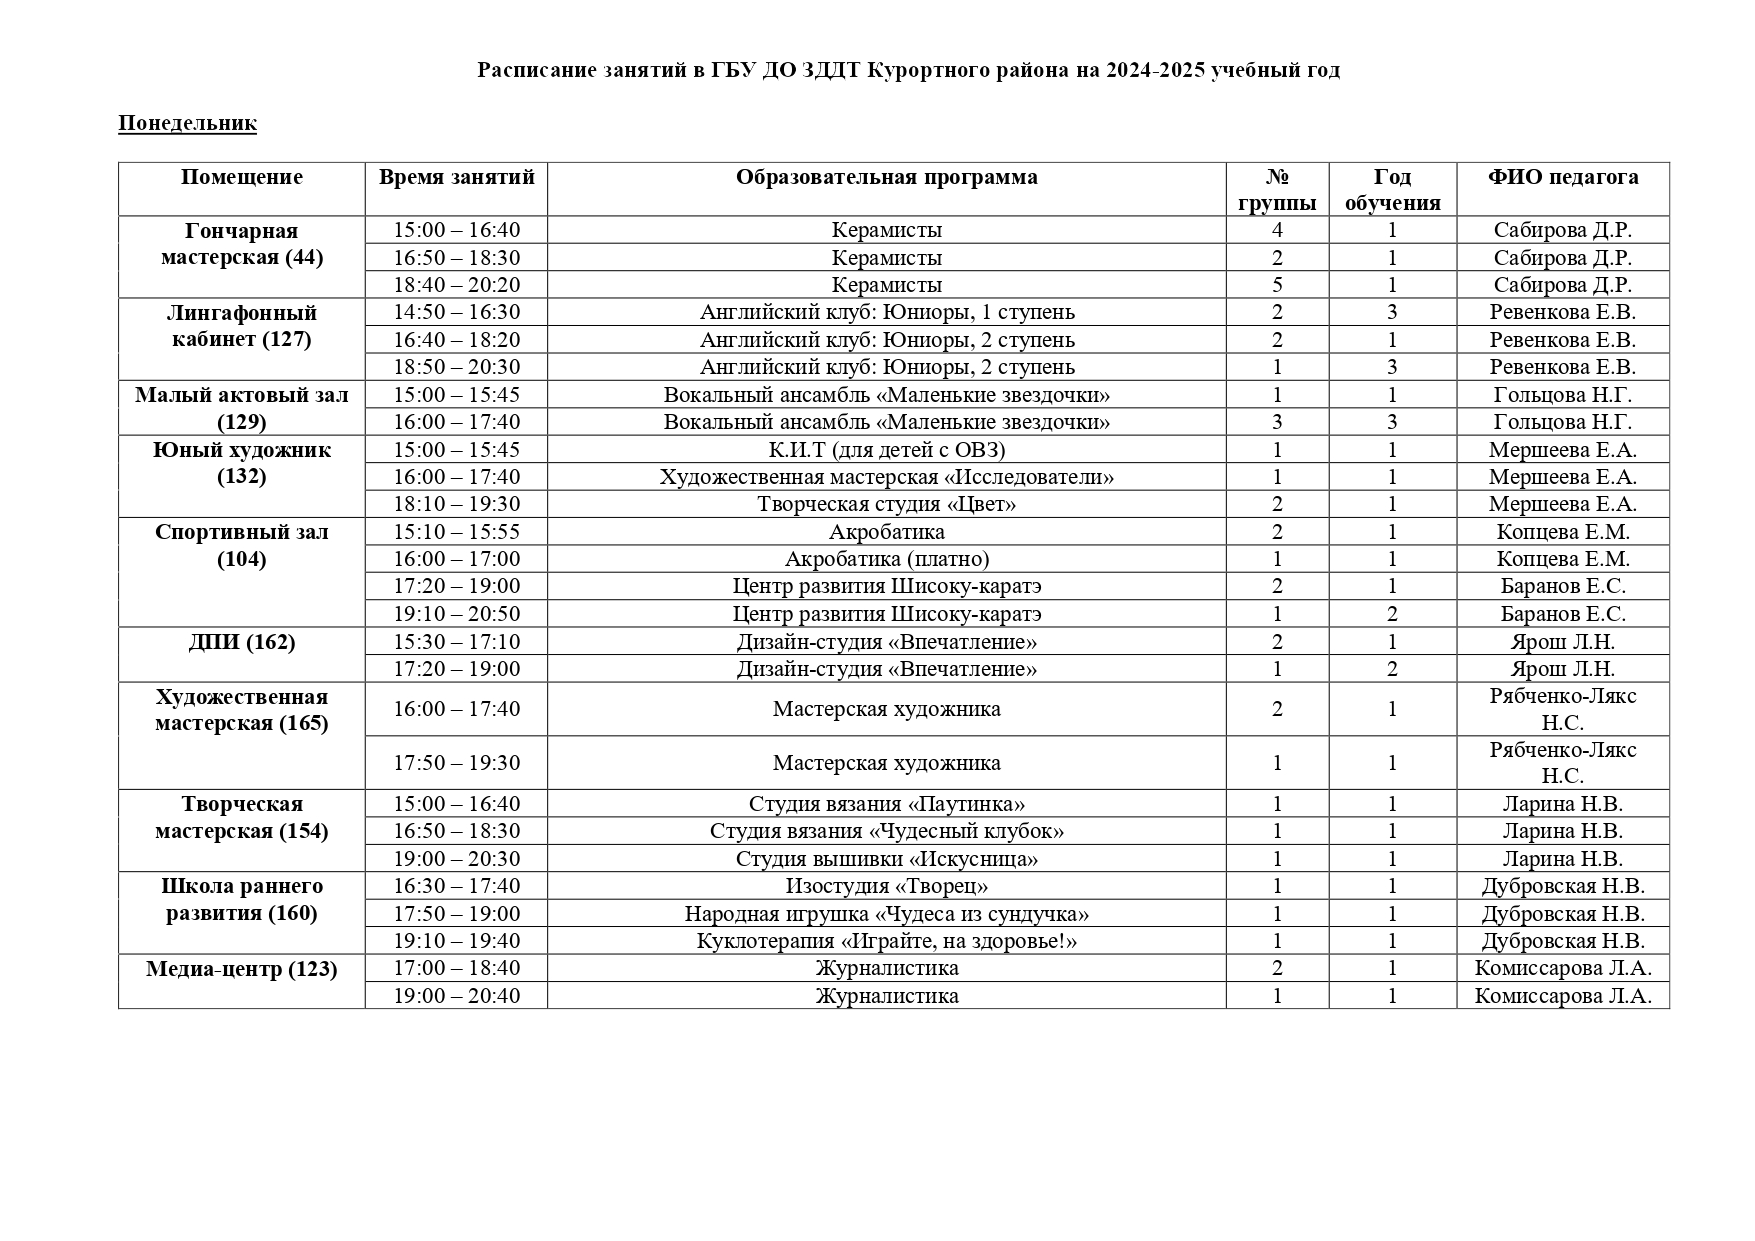 Расписание занятий в ГБУ ДО ЗДДТ Курортного района на 2024-2025 учебный год
Понедельник
Помещение Время занятий Образовательная программа № группы Год обучения ФИО педагога
Гончарная мастерская (44) 15:00 – 16:40 Керамисты 4 1 Сабирова Д.Р.
16:50 – 18:30 Керамисты 2 1 Сабирова Д.Р.
18:40 – 20:20 Керамисты 5 1 Сабирова Д.Р.
Лингафонный кабинет (127) 14:50 – 16:30 Английский клуб: Юниоры, 1 ступень 2 3 Ревенкова Е.В.
16:40 – 18:20 Английский клуб: Юниоры, 2 ступень 2 1 Ревенкова Е.В.
18:50 – 20:30 Английский клуб: Юниоры, 2 ступень 1 3 Ревенкова Е.В.
Малый актовый зал (129) 15:00 – 15:45 Вокальный ансамбль «Маленькие звездочки» 1 1 Гольцова Н.Г.
16:00 – 17:40 Вокальный ансамбль «Маленькие звездочки» 3 3 Гольцова Н.Г.
Юный художник (132) 15:00 – 15:45 К.И.Т (для детей с ОВЗ) 1 1 Мершеева Е.А.
16:00 – 17:40 Художественная мастерская «Исследователи» 1 1 Мершеева Е.А.
18:10 – 19:30 Творческая студия «Цвет» 2 1 Мершеева Е.А.
Спортивный зал (104) 15:10 – 15:55 Акробатика 2 1 Копцева Е.М.
16:00 – 17:00 Акробатика (платно) 1 1 Копцева Е.М.
17:20 – 19:00 Центр развития Шисоку-каратэ 2 1 Баранов Е.С.
19:10 – 20:50 Центр развития Шисоку-каратэ 1 2 Баранов Е.С.
ДПИ (162) 15:30 – 17:10 Дизайн-студия «Впечатление» 2 1 Ярош Л.Н.
17:20 – 19:00 Дизайн-студия «Впечатление» 1 2 Ярош Л.Н.
Художественная мастерская (165) 16:00 – 17:40 Мастерская художника 2 1 Рябченко-Лякс Н.С.
17:50 – 19:30 Мастерская художника 1 1 Рябченко-Лякс Н.С.
Творческая мастерская (154) 15:00 – 16:40 Студия вязания «Паутинка» 1 1 Ларина Н.В.
16:50 – 18:30 Студия вязания «Чудесный клубок» 1 1 Ларина Н.В.
19:00 – 20:30 Студия вышивки «Искусница» 1 1 Ларина Н.В.
Школа раннего развития (160) 16:30 – 17:40 Изостудия «Творец» 1 1 Дубровская Н.В.
17:50 – 19:00 Народная игрушка «Чудеса из сундучка» 1 1 Дубровская Н.В.
19:10 – 19:40 Куклотерапия «Играйте, на здоровье!» 1 1 Дубровская Н.В.
Медиа-центр (123) 17:00 – 18:40 Журналистика 2 1 Комиссарова Л.А.
19:00 – 20:40 Журналистика 1 1 Комиссарова Л.А.